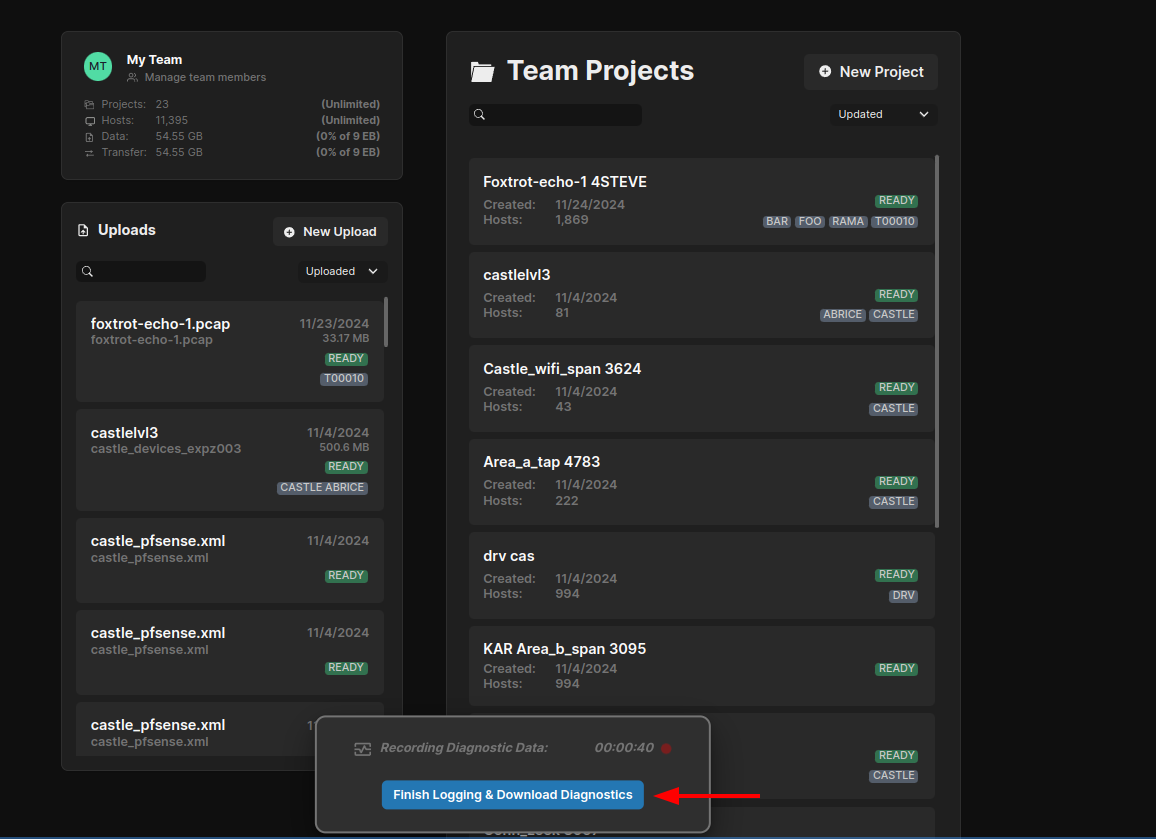 MT
My Team
Manage team members
Projects: 23 (Unlimited)
Hosts: 11,395 (Unlimited)
Data: 54.55 GB (0% of 9 EB)
Transfer: 54.55 GB (0% of 9 EB)
Uploads
New Upload
Uploaded
foxtrot-echo-1.pcap 11/23/2024
foxtrot-echo-1.pcap 33.17 MB
READY
T00010
castlelvl3 11/4/2024
castle_devices_expz003 500.6 MB
READY
CASTLE ABRICE
castle_pfsense.xml 11/4/2024
castle_pfsense.xml
READY
castle_pfsense.xml 11/4/2024
castle_pfsense.xml
READY
castle_pfsense.xml
castle_pfsense.xml
Team Projects
New Project
Updated
Foxtrot-echo-1 4STEVE
Created: 11/24/2024
Hosts: 1,869
READY
BAR FOO RAMA T00010
castlelvl3
Created: 11/4/2024
Hosts: 81
READY
ABRICE CASTLE
Castle_wifi_span 3624
Created: 11/4/2024
Hosts: 43
READY
CASTLE
Area_a_tap 4783
Created: 11/4/2024
Hosts: 222
READY
CASTLE
drv cas
Created: 11/4/2024
Hosts: 994
READY
DRV
KAR Area_b_span 3095
Created: 11/4/2024
Hosts: 994
READY
READY
CASTLE
Recording Diagnostic Data: 00:00:40
Finish Logging & Download Diagnostics